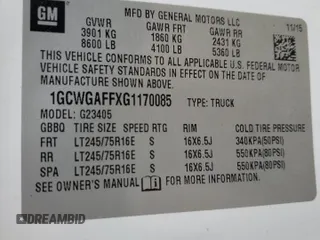 GM
MFD BY GENERAL MOTORS LLC
11/15
GVWR GAWR FRT GAWR RR
3901 KG 1860 KG 2431 KG
8600 LB 4100 LB 5360 LB
THIS VEHICLE CONFORMS TO ALL APPLICABLE U.S. FEDERAL MOTOR
VEHICLE SAFETY STANDARDS IN EFFECT ON THE DATE OF
MANUFACTURE SHOWN ABOVE.
1GCWGAFFXG1170085 TYPE: TRUCK
MODEL: G23405
GBBQ TIRE SIZE SPEED RTG RIM COLD TIRE PRESSURE
FRT LT245/75R16E S 16X6.5J 340KPA(50PSI)
RR LT245/75R16E S 16X6.5J 550KPA(80PSI)
SPA LT245/75R16E S 16X6.5J 550KPA(80PSI)
SEE OWNER'S MANUAL FOR MORE INFORMATION.
DREAMBID